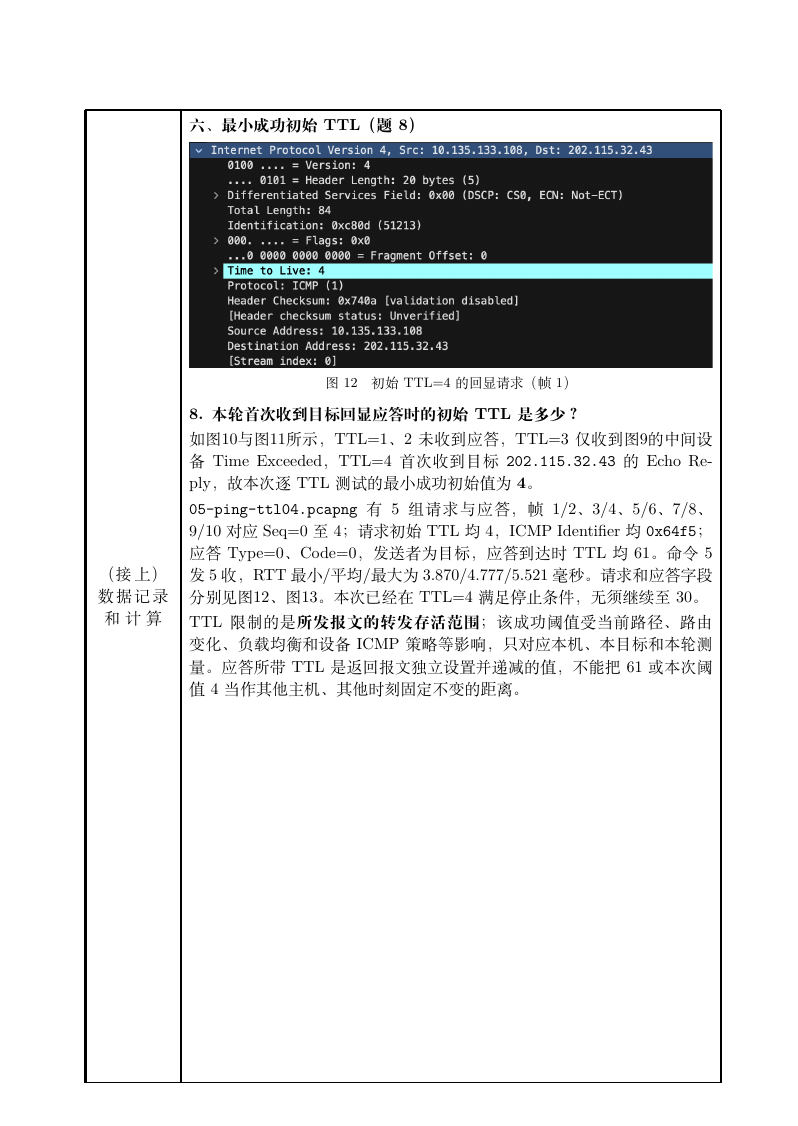 六、最小成功初始 TTL（题 8）
Internet Protocol Version 4, Src: 10.135.133.108, Dst: 202.115.32.43
0100 .... = Version: 4
.... 0101 = Header Length: 20 bytes (5)
Differentiated Services Field: 0x00 (DSCP: CS0, ECN: Not-ECT)
Total Length: 84
Identification: 0xc80d (51213)
000. .... = Flags: 0x0
...0 0000 0000 0000 = Fragment Offset: 0
Time to Live: 4
Protocol: ICMP (1)
Header Checksum: 0x740a [validation disabled]
[Header checksum status: Unverified]
Source Address: 10.135.133.108
Destination Address: 202.115.32.43
[Stream index: 0]
图 12　初始 TTL=4 的回显请求（帧 1）
8. 本轮首次收到目标回显应答时的初始 TTL 是多少？
如图10与图11所示，TTL=1、2 未收到应答，TTL=3 仅收到图9的中间设
备 Time Exceeded，TTL=4 首次收到目标 202.115.32.43 的 Echo Re-
ply，故本次逐 TTL 测试的最小成功初始值为 4。
05-ping-ttl04.pcapng 有 5 组请求与应答，帧 1/2、3/4、5/6、7/8、
9/10 对应 Seq=0 至 4；请求初始 TTL 均 4，ICMP Identifier 均 0x64f5；
应答 Type=0、Code=0，发送者为目标，应答到达时 TTL 均 61。命令 5
发 5 收，RTT 最小/平均/最大为 3.870/4.777/5.521 毫秒。请求和应答字段
分别见图12、图13。本次已经在 TTL=4 满足停止条件，无须继续至 30。
TTL 限制的是所发报文的转发存活范围；该成功阈值受当前路径、路由
变化、负载均衡和设备 ICMP 策略等影响，只对应本机、本目标和本轮测
量。应答所带 TTL 是返回报文独立设置并递减的值，不能把 61 或本次阈
值 4 当作其他主机、其他时刻固定不变的距离。
（接上）
数据记录
和 计 算